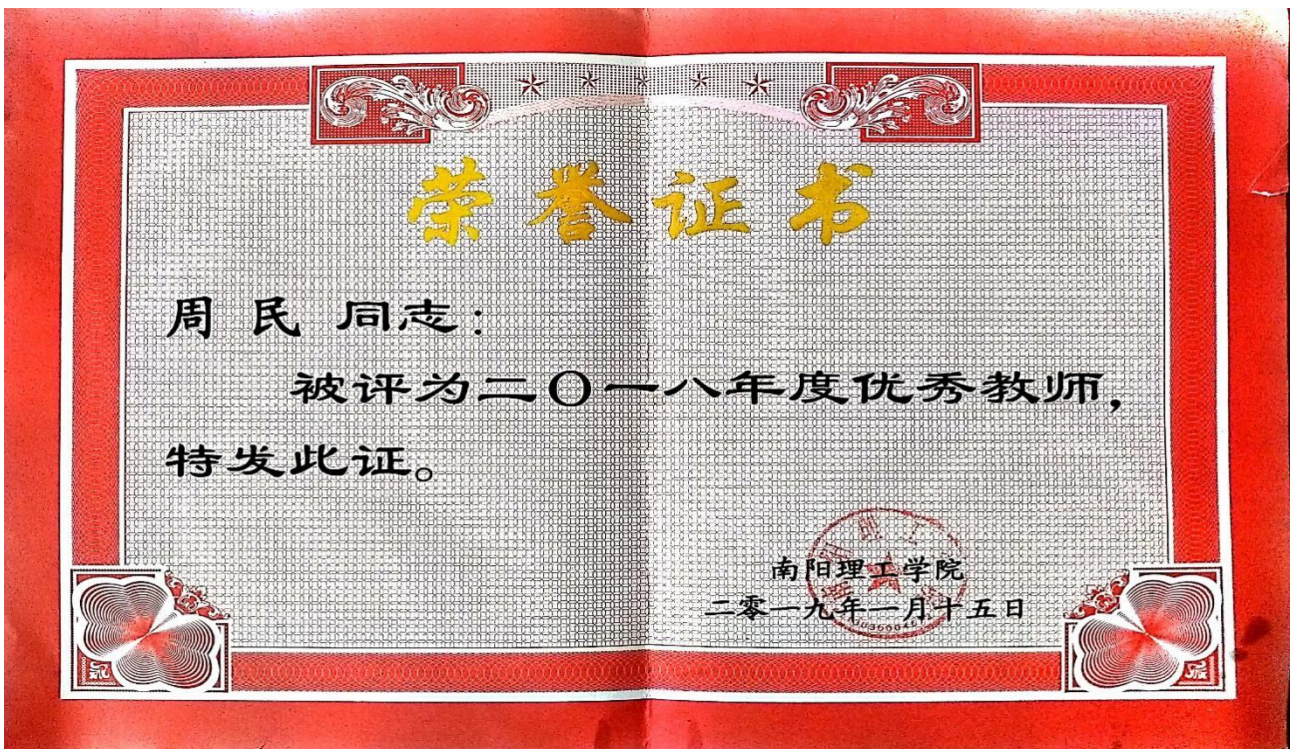 荣誉证书
周民 同志：
被评为二〇一八年度优秀教师，
特发此证。
南阳理工学院
二零一九年一月十五日